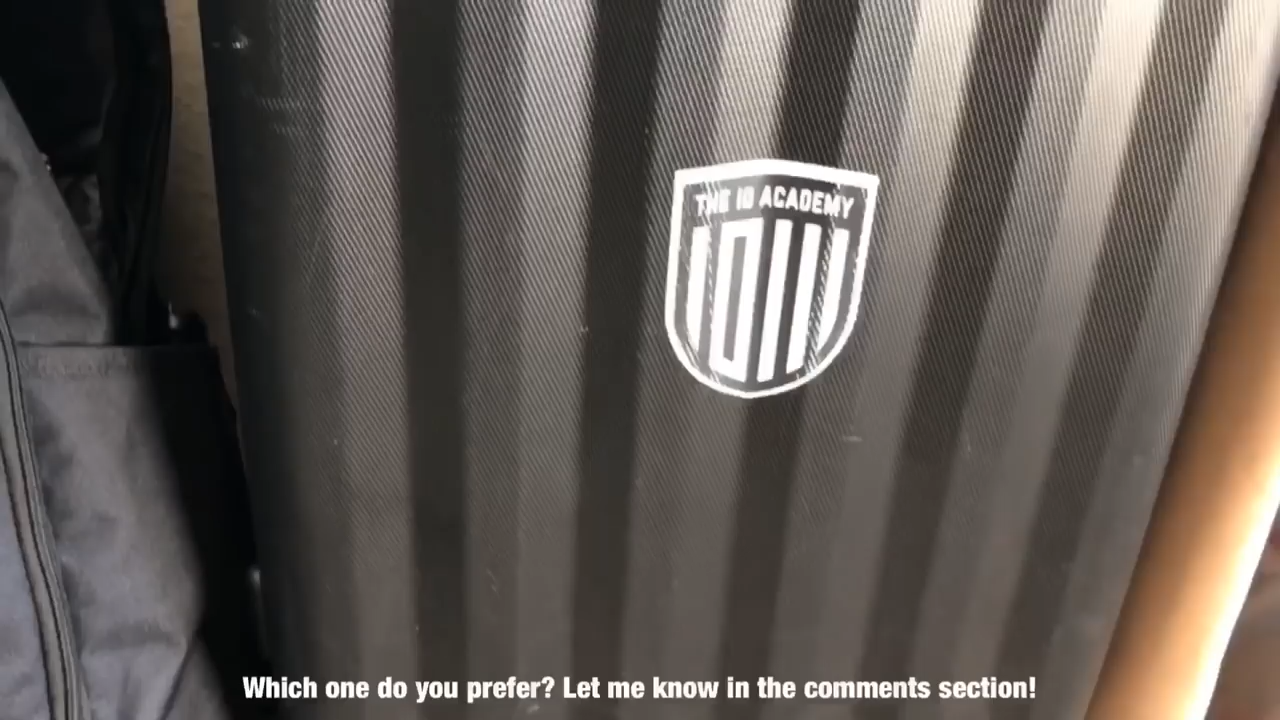 THE 10 ACADEMY
Which one do you prefer? Let me know in the comments section!